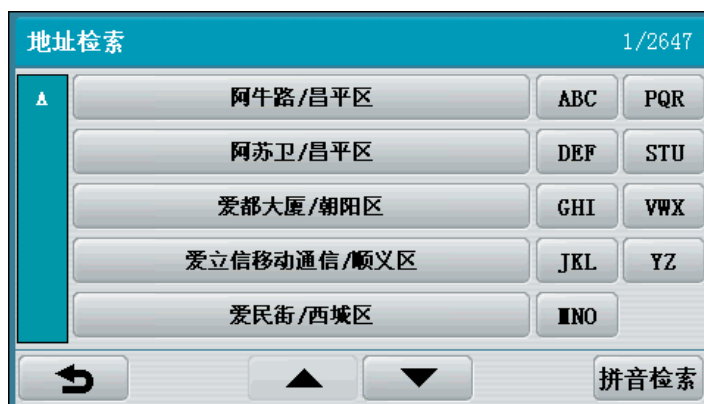 地址检索 1/2647
A 阿牛路/昌平区 ABC PQR
阿苏卫/昌平区 DEF STU
爱都大厦/朝阳区 GHI VWX
爱立信移动通信/顺义区 JKL YZ
爱民街/西城区 MNO
拼音检索